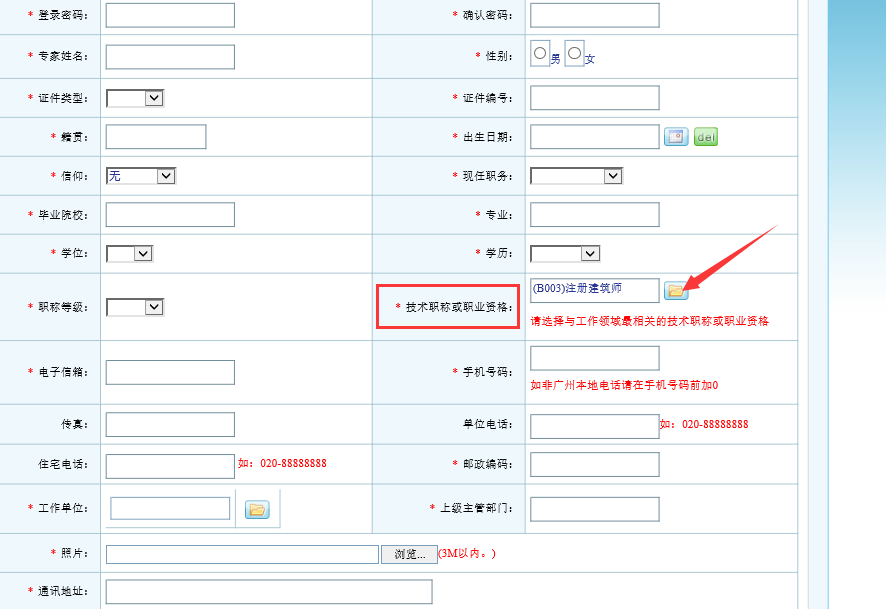 * 登录密码： * 确认密码：
* 专家姓名： * 性别： 男 女
* 证件类型： * 证件编号：
* 籍贯： * 出生日期： del
* 信仰： 无 * 现任职务：
* 毕业院校： * 专业：
* 学位： * 学历：
* 职称等级： * 技术职称或职业资格： (B003)注册建筑师
请选择与工作领域最相关的技术职称或职业资格
* 电子信箱： * 手机号码：
如非广州本地电话请在手机号码前加0
传真： 单位电话： 如：020-88888888
住宅电话： 如：020-88888888 * 邮政编码：
* 工作单位： * 上级主管部门：
* 照片： 浏览... (3M以内。)
* 通讯地址：